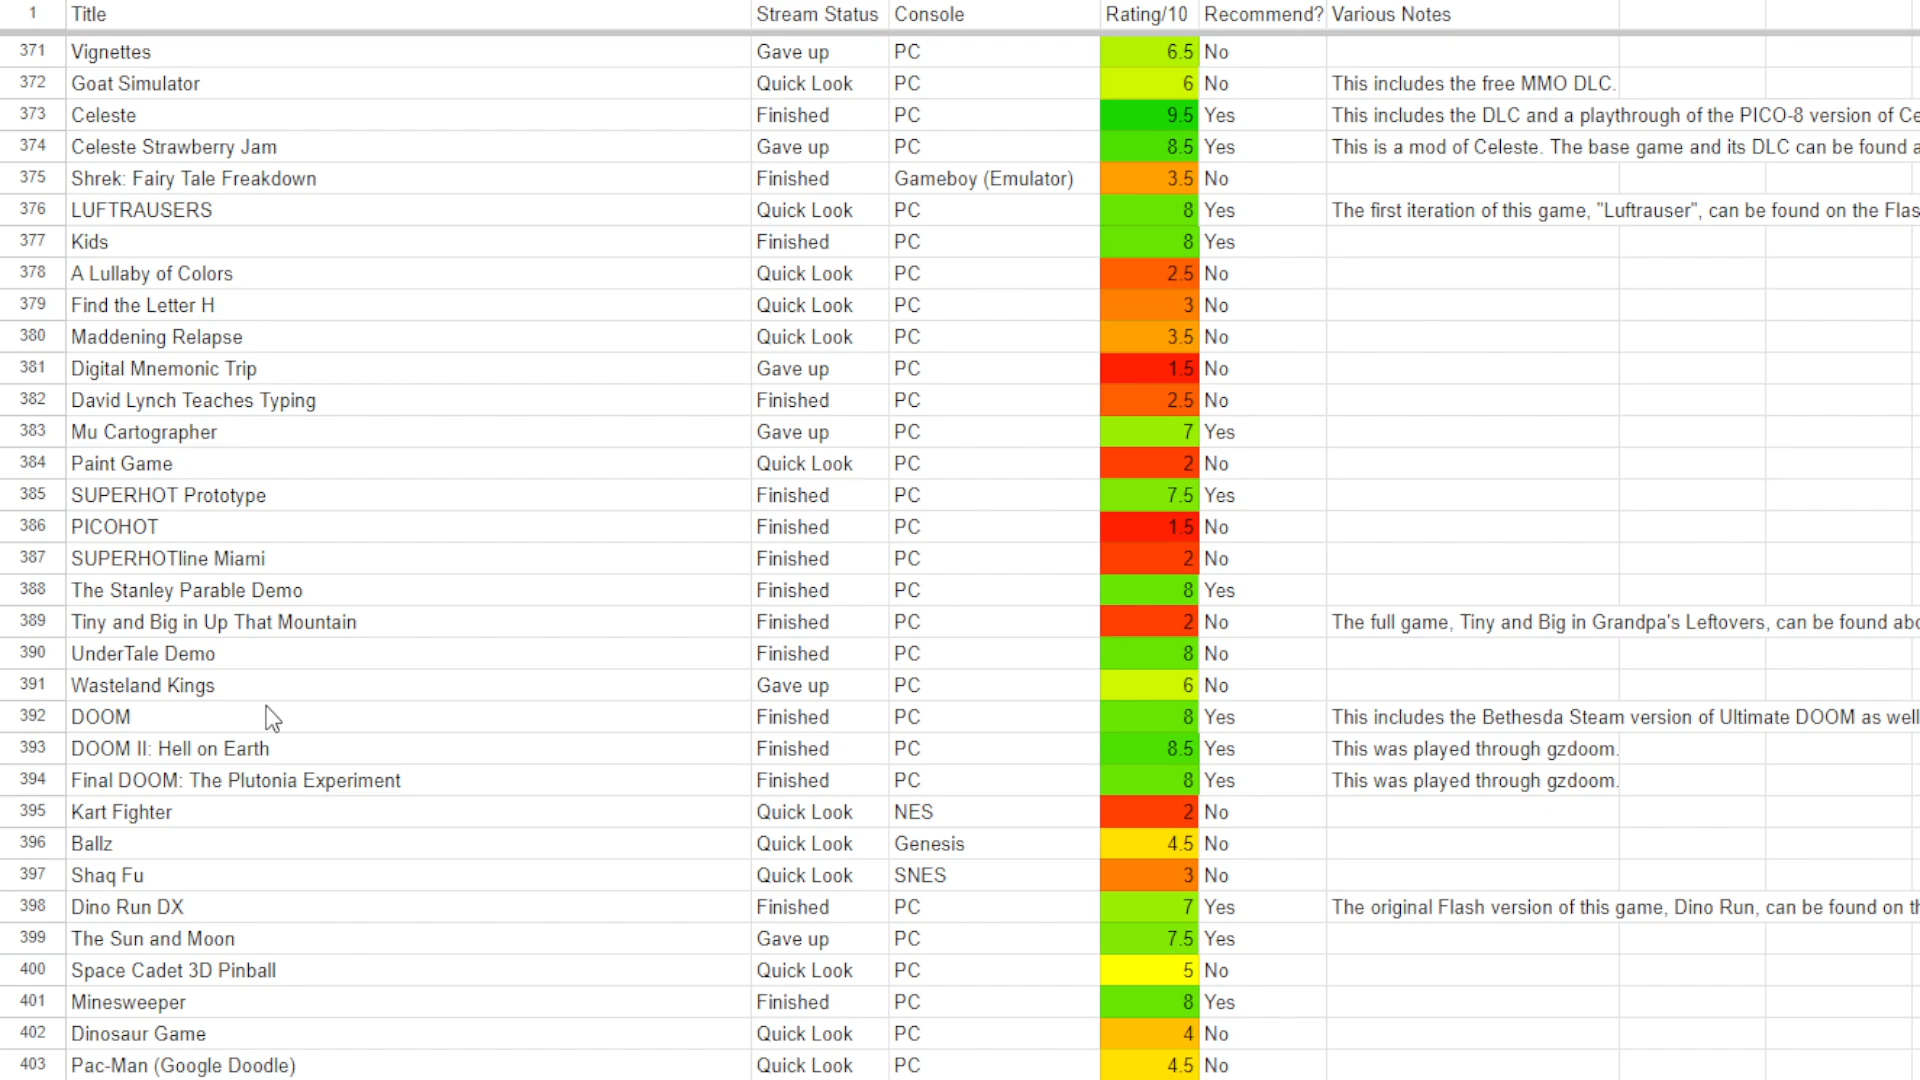 1 Title Stream Status Console Rating/10 Recommend? Various Notes
371 Vignettes Gave up PC 6.5 No
372 Goat Simulator Quick Look PC 6 No This includes the free MMO DLC.
373 Celeste Finished PC 9.5 Yes This includes the DLC and a playthrough of the PICO-8 version of Ce
374 Celeste Strawberry Jam Gave up PC 8.5 Yes This is a mod of Celeste. The base game and its DLC can be found a
375 Shrek: Fairy Tale Freakdown Finished Gameboy (Emulator) 3.5 No
376 LUFTRAUSERS Quick Look PC 8 Yes The first iteration of this game, "Luftrauser", can be found on the Flas
377 Kids Finished PC 8 Yes
378 A Lullaby of Colors Quick Look PC 2.5 No
379 Find the Letter H Quick Look PC 3 No
380 Maddening Relapse Quick Look PC 3.5 No
381 Digital Mnemonic Trip Gave up PC 1.5 No
382 David Lynch Teaches Typing Finished PC 2.5 No
383 Mu Cartographer Gave up PC 7 Yes
384 Paint Game Quick Look PC 2 No
385 SUPERHOT Prototype Finished PC 7.5 Yes
386 PICOHOT Finished PC 1.5 No
387 SUPERHOTline Miami Finished PC 2 No
388 The Stanley Parable Demo Finished PC 8 Yes
389 Tiny and Big in Up That Mountain Finished PC 2 No The full game, Tiny and Big in Grandpa's Leftovers, can be found abo
390 UnderTale Demo Finished PC 8 No
391 Wasteland Kings Gave up PC 6 No
392 DOOM Finished PC 8 Yes This includes the Bethesda Steam version of Ultimate DOOM as well
393 DOOM II: Hell on Earth Finished PC 8.5 Yes This was played through gzdoom.
394 Final DOOM: The Plutonia Experiment Finished PC 8 Yes This was played through gzdoom.
395 Kart Fighter Quick Look NES 2 No
396 Ballz Quick Look Genesis 4.5 No
397 Shaq Fu Quick Look SNES 3 No
398 Dino Run DX Finished PC 7 Yes The original Flash version of this game, Dino Run, can be found on th
399 The Sun and Moon Gave up PC 7.5 Yes
400 Space Cadet 3D Pinball Quick Look PC 5 No
401 Minesweeper Finished PC 8 Yes
402 Dinosaur Game Quick Look PC 4 No
403 Pac-Man (Google Doodle) Quick Look PC 4.5 No